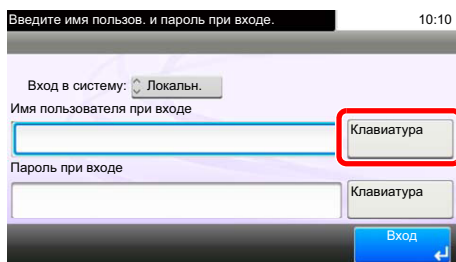 Введите имя пользов. и пароль при входе. 10:10
Вход в систему: Локальн.
Имя пользователя при входе
Клавиатура
Пароль при входе
Клавиатура
Вход